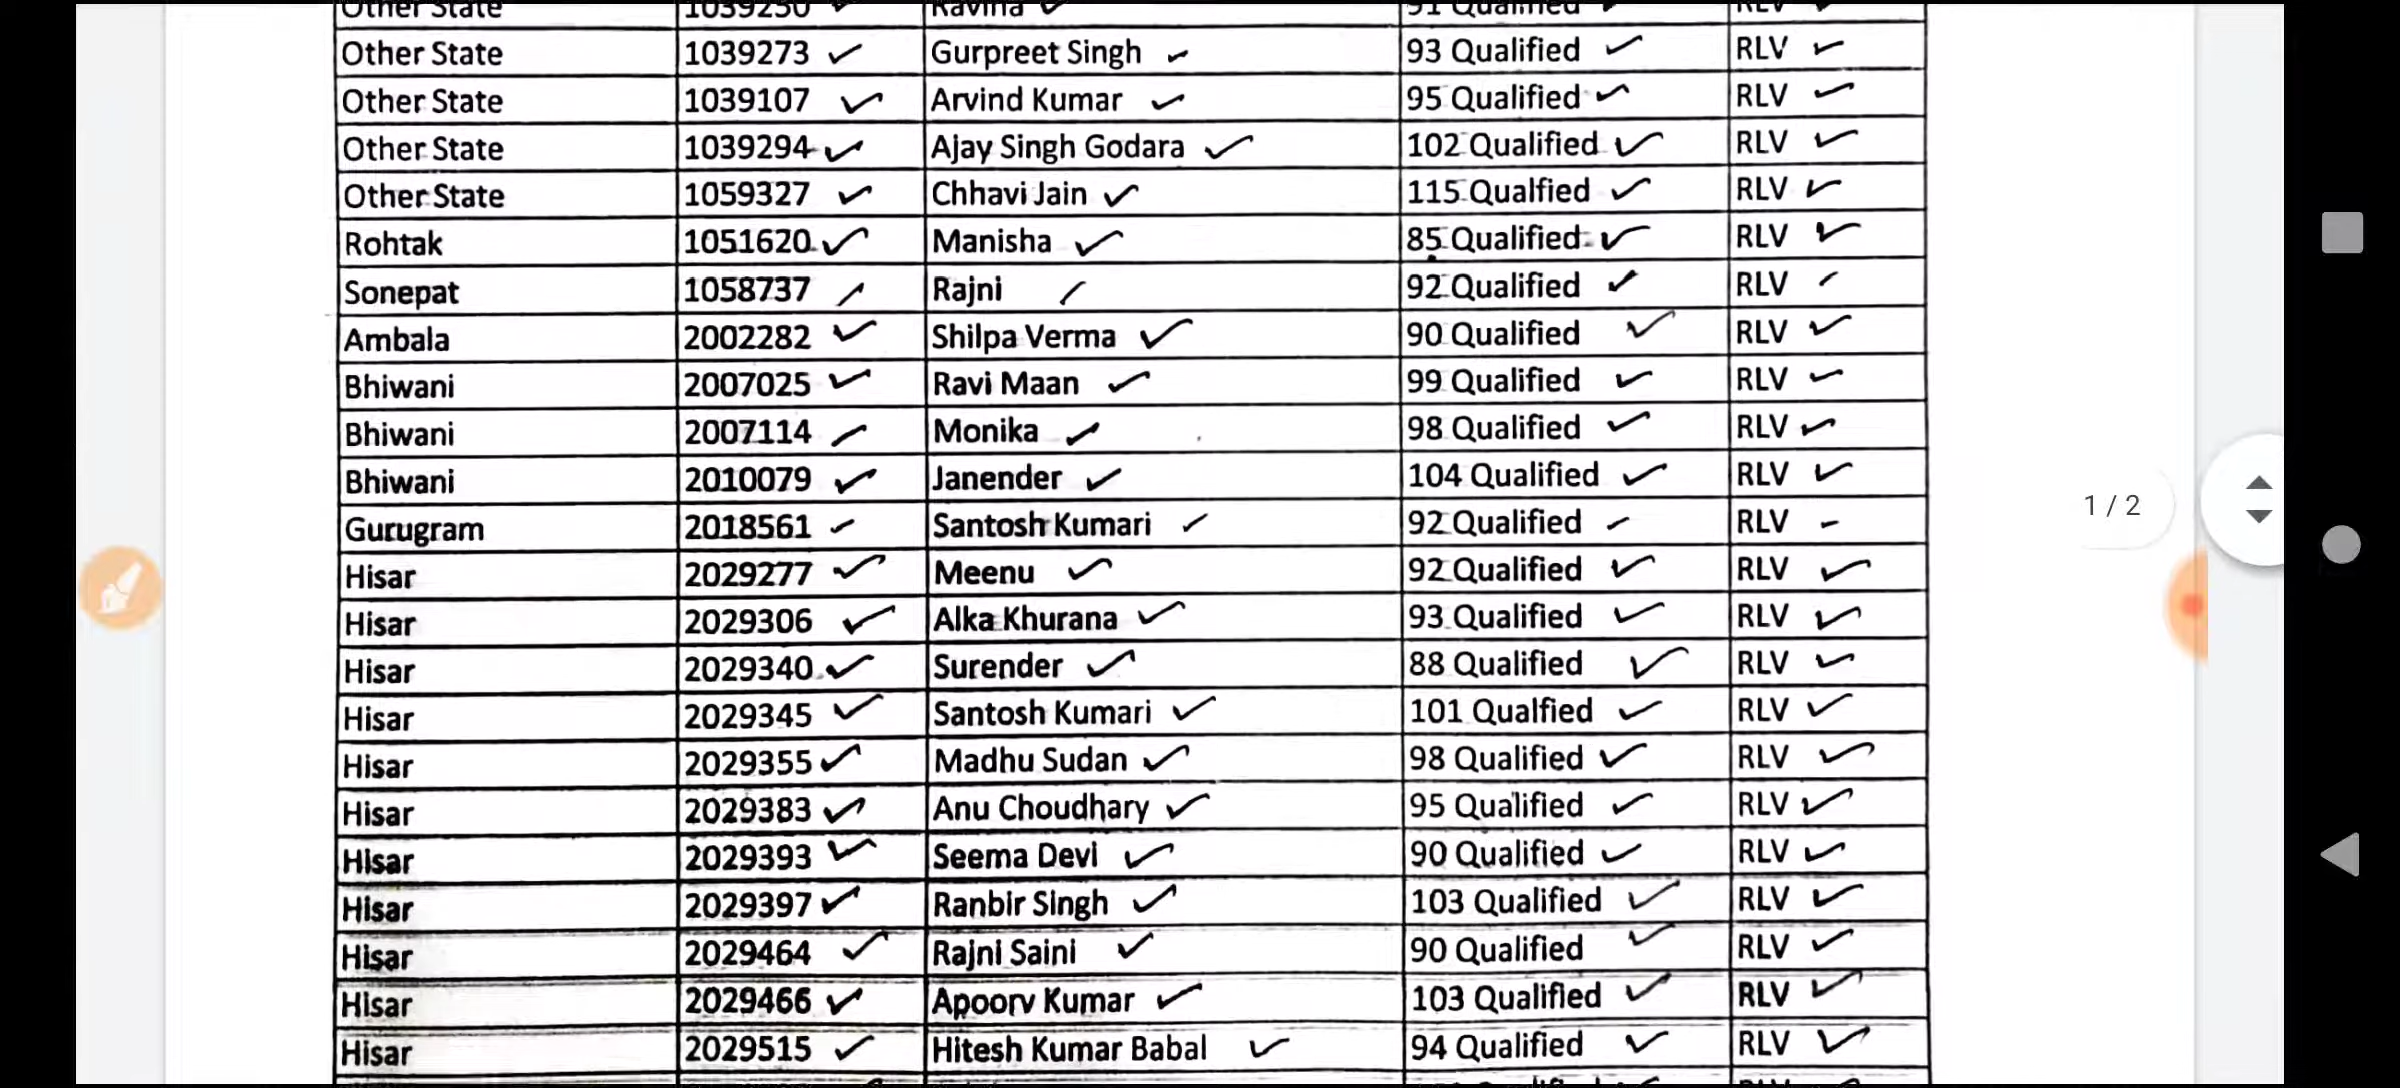 Other State 1039250 Ravina 91 Qualified RLV
Other State 1039273 Gurpreet Singh 93 Qualified RLV
Other State 1039107 Arvind Kumar 95 Qualified RLV
Other State 1039294 Ajay Singh Godara 102 Qualified RLV
Other State 1059327 Chhavi Jain 115 Qualfied RLV
Rohtak 1051620 Manisha 85 Qualified RLV
Sonepat 1058737 Rajni 92 Qualified RLV
Ambala 2002282 Shilpa Verma 90 Qualified RLV
Bhiwani 2007025 Ravi Maan 99 Qualified RLV
Bhiwani 2007114 Monika 98 Qualified RLV
Bhiwani 2010079 Janender 104 Qualified RLV
Gurugram 2018561 Santosh Kumari 92 Qualified RLV
Hisar 2029277 Meenu 92 Qualified RLV
Hisar 2029306 Alka Khurana 93 Qualified RLV
Hisar 2029340 Surender 88 Qualified RLV
Hisar 2029345 Santosh Kumari 101 Qualfied RLV
Hisar 2029355 Madhu Sudan 98 Qualified RLV
Hisar 2029383 Anu Choudhary 95 Qualified RLV
Hisar 2029393 Seema Devi 90 Qualified RLV
Hisar 2029397 Ranbir Singh 103 Qualified RLV
Hisar 2029464 Rajni Saini 90 Qualified RLV
Hisar 2029466 Apoorv Kumar 103 Qualified RLV
Hisar 2029515 Hitesh Kumar Babal 94 Qualified RLV
1 / 2